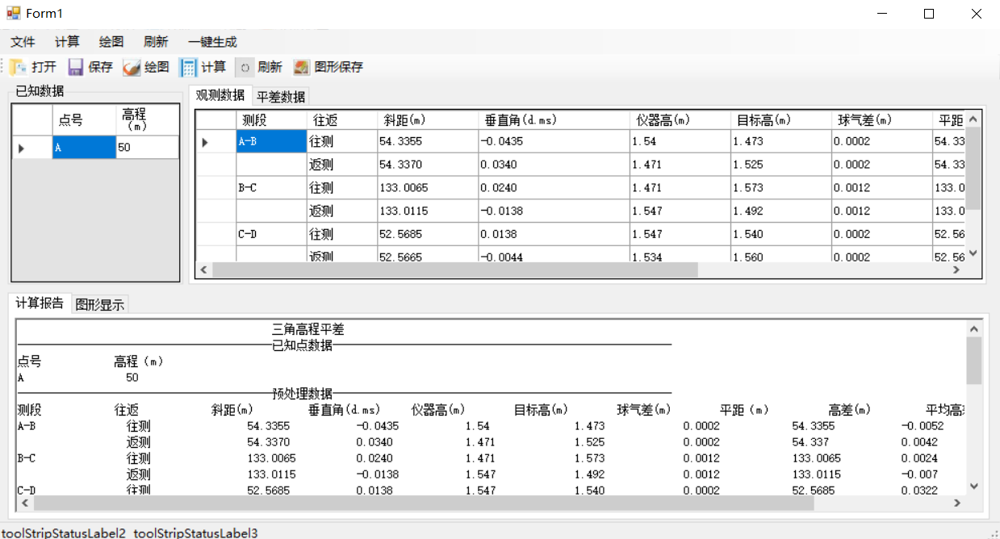 Form1
文件 计算 绘图 刷新 一键生成
打开 保存 绘图 计算 刷新 图形保存
已知数据
点号 高程(m)
A 50
观测数据 平差数据
测段 往返 斜距(m) 垂直角(d.ms) 仪器高(m) 目标高(m) 球气差(m) 平距
A-B 往测 54.3355 -0.0435 1.54 1.473 0.0002 54.33
返测 54.3370 0.0340 1.471 1.525 0.0002 54.33
B-C 往测 133.0065 0.0240 1.471 1.573 0.0012 133.0
返测 133.0115 -0.0138 1.547 1.492 0.0012 133.0
C-D 往测 52.5685 0.0138 1.547 1.540 0.0002 52.56
返测 52.5665 -0.0044 1.534 1.560 0.0002 52.56
计算报告 图形显示
三角高程平差
已知点数据
点号 高程（m）
A 50
预处理数据
测段 往返 斜距(m) 垂直角(d.ms) 仪器高(m) 目标高(m) 球气差(m) 平距（m） 高差(m) 平均高差
A-B 往测 54.3355 -0.0435 1.54 1.473 0.0002 54.3355 -0.0052
返测 54.3370 0.0340 1.471 1.525 0.0002 54.337 0.0042
B-C 往测 133.0065 0.0240 1.471 1.573 0.0012 133.0065 0.0024
返测 133.0115 -0.0138 1.547 1.492 0.0012 133.0115 -0.007
C-D 往测 52.5685 0.0138 1.547 1.540 0.0002 52.5685 0.0322
toolStripStatusLabel2 toolStripStatusLabel3